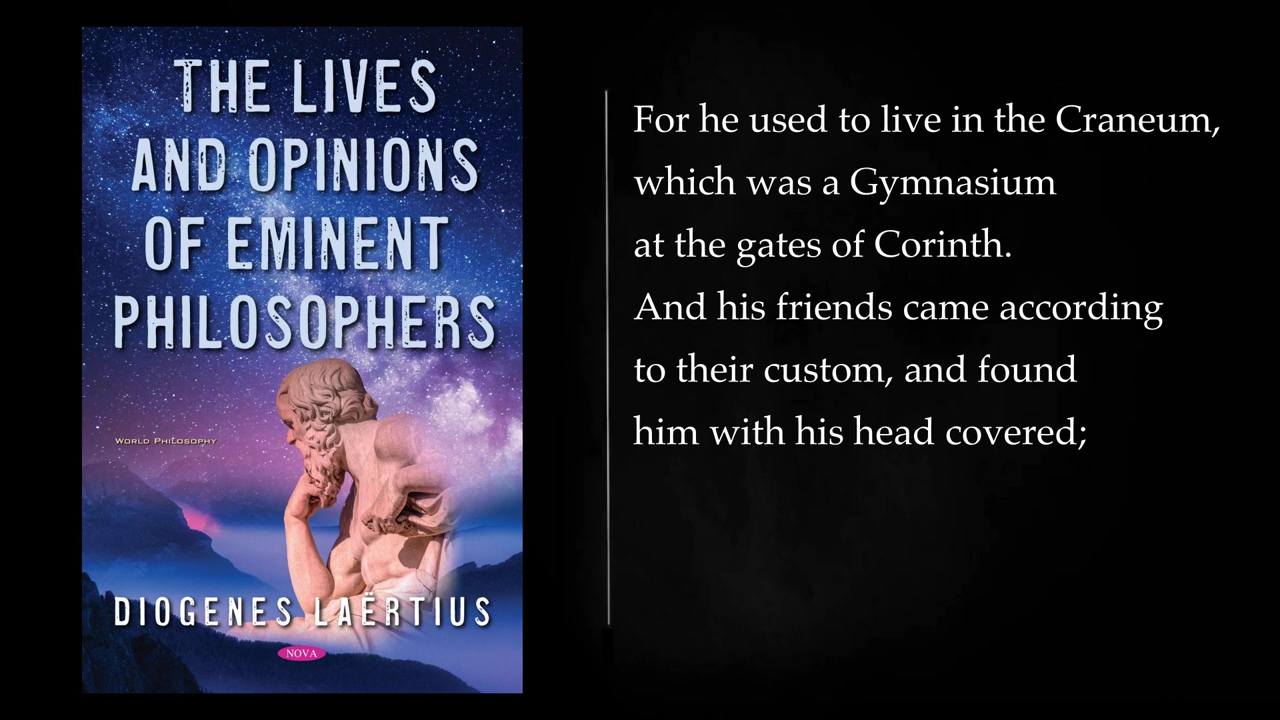 THE LIVES
AND OPINIONS
OF EMINENT
PHILOSOPHERS
WORLD PHILOSOPHY
DIOGENES LAËRTIUS
NOVA
For he used to live in the Craneum,
which was a Gymnasium
at the gates of Corinth.
And his friends came according
to their custom, and found
him with his head covered;